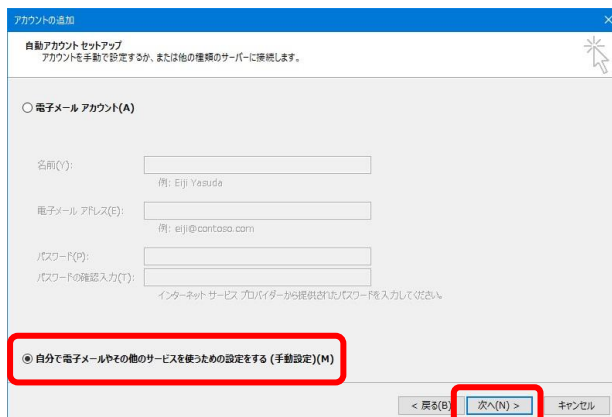 アカウントの追加
自動アカウント セットアップ
アカウントを手動で設定するか、または他の種類のサーバーに接続します。
電子メール アカウント(A)
名前(Y):
例: Eiji Yasuda
電子メール アドレス(E):
例: eiji@contoso.com
パスワード(P):
パスワードの確認入力(T):
インターネット サービス プロバイダーから提供されたパスワードを入力してください。
自分で電子メールやその他のサービスを使うための設定をする (手動設定)(M)
< 戻る(B) 次へ(N) > キャンセル